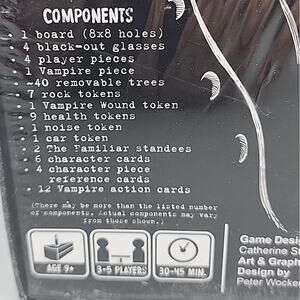 COMPONENTS
· 1 board (8x8 holes)
· 4 black-out glasses
· 4 player pieces
· 1 Vampire piece
· ~40 removable trees
· 7 rock tokens
· 1 Vampire Wound token
· 9 health tokens
· 1 noise token
· 1 car token
· 2 The Familiar standees
· 6 character cards
· 4 character piece
reference cards
· 12 Vampire action cards
(There may be more than the listed number
of components. Actual components may vary
from those shown.)
AGE 9+
3-5 PLAYERS
30-45 MIN.
Game Desig
Catherine St
Art & Graph
Design by
Peter Wocken